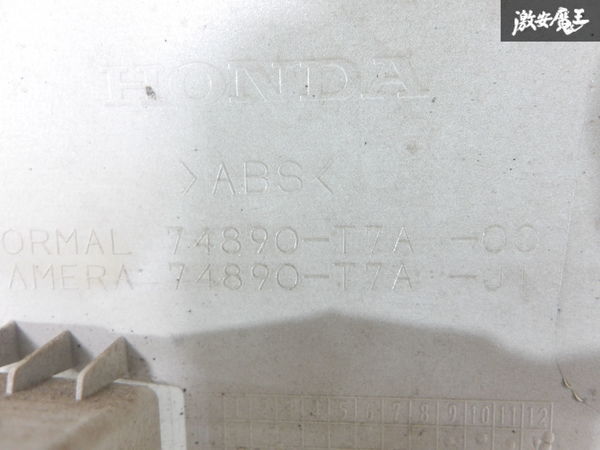 激安魔王
HONDA
>ABS<
ORMAL 74890-T7A -00
AMERA 74890-T7A -J1
1 2 3 4 5 6 7 8 9 10 11 12